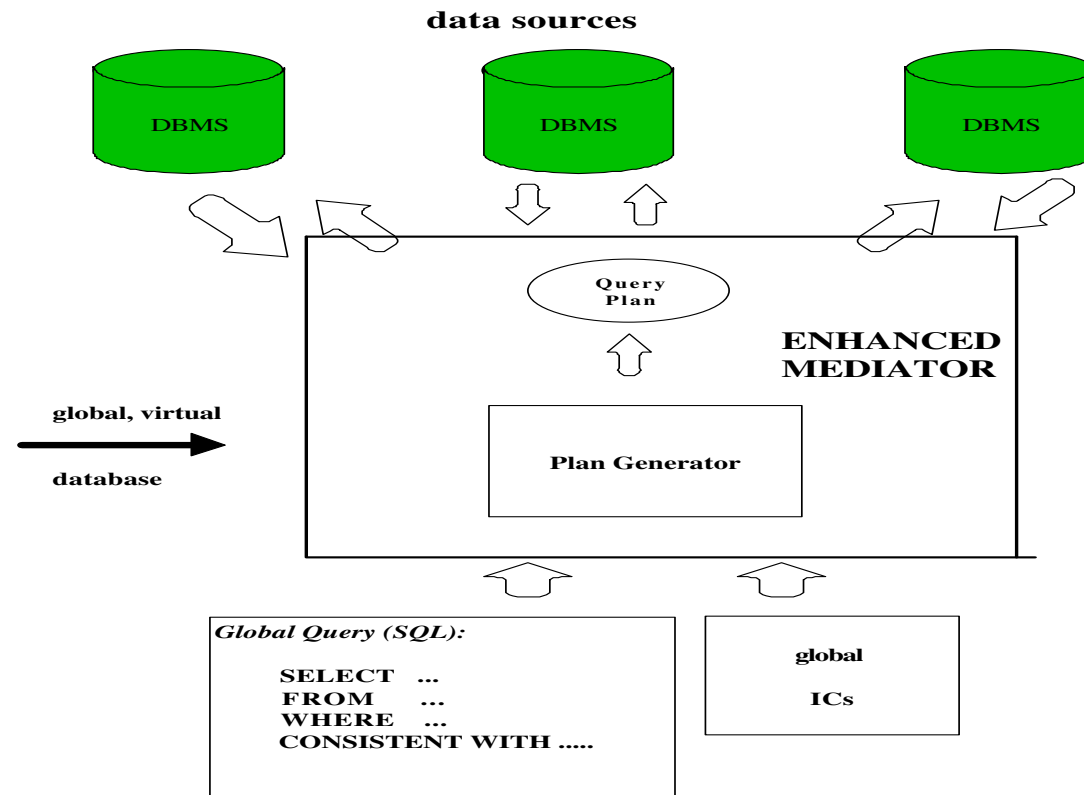 data sources
DBMS
DBMS
DBMS
Query
Plan
ENHANCED
MEDIATOR
global, virtual
database
Plan Generator
Global Query (SQL):
SELECT ...
FROM ...
WHERE ...
CONSISTENT WITH .....
global
ICs